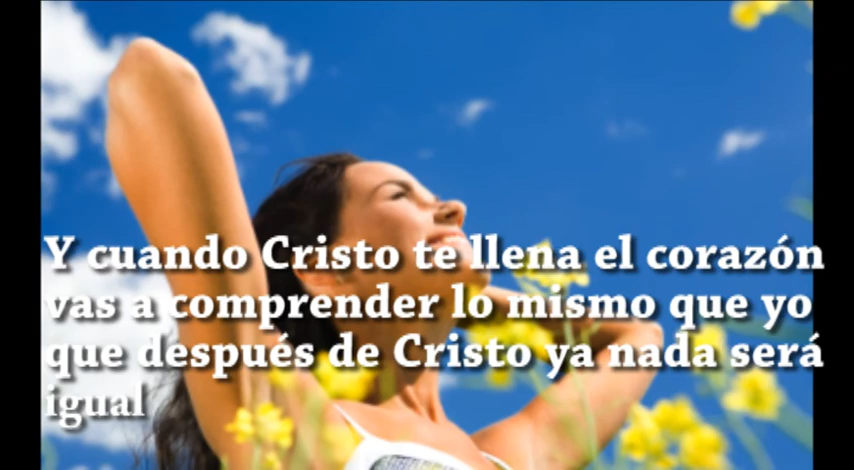 Y cuando Cristo te llena el corazón
vas a comprender lo mismo que yo
que después de Cristo ya nada será
igual